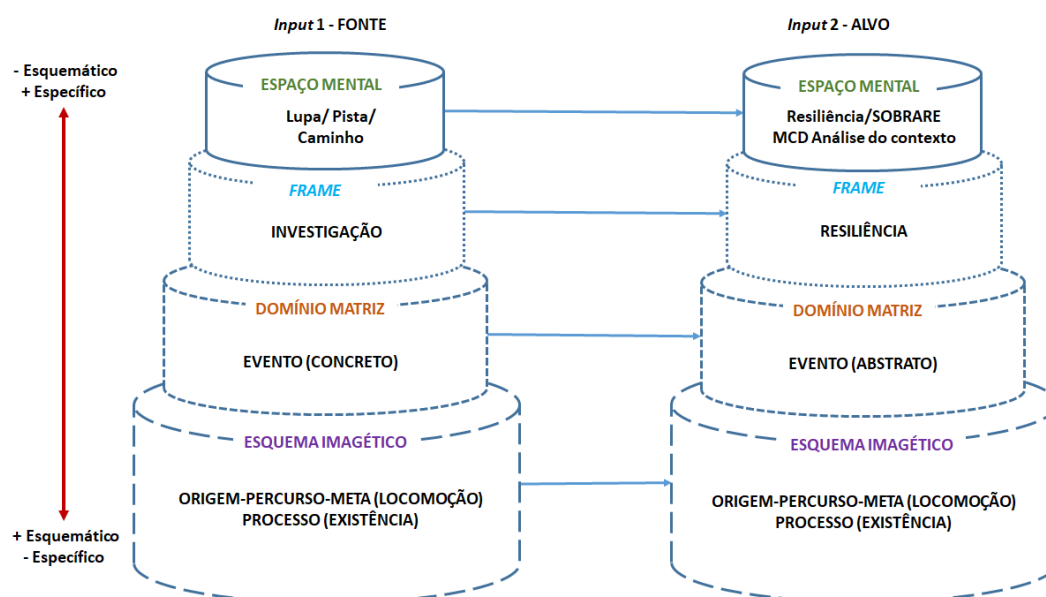 Input 1 - FONTE
Input 2 - ALVO
- Esquemático
+ Específico
ESPAÇO MENTAL
Lupa/ Pista/
Caminho
ESPAÇO MENTAL
Resiliência/SOBRARE
MCD Análise do contexto
FRAME
INVESTIGAÇÃO
FRAME
RESILIÊNCIA
DOMÍNIO MATRIZ
EVENTO (CONCRETO)
DOMÍNIO MATRIZ
EVENTO (ABSTRATO)
ESQUEMA IMAGÉTICO
ORIGEM-PERCURSO-META (LOCOMOÇÃO)
PROCESSO (EXISTÊNCIA)
ESQUEMA IMAGÉTICO
ORIGEM-PERCURSO-META (LOCOMOÇÃO)
PROCESSO (EXISTÊNCIA)
+ Esquemático
- Específico